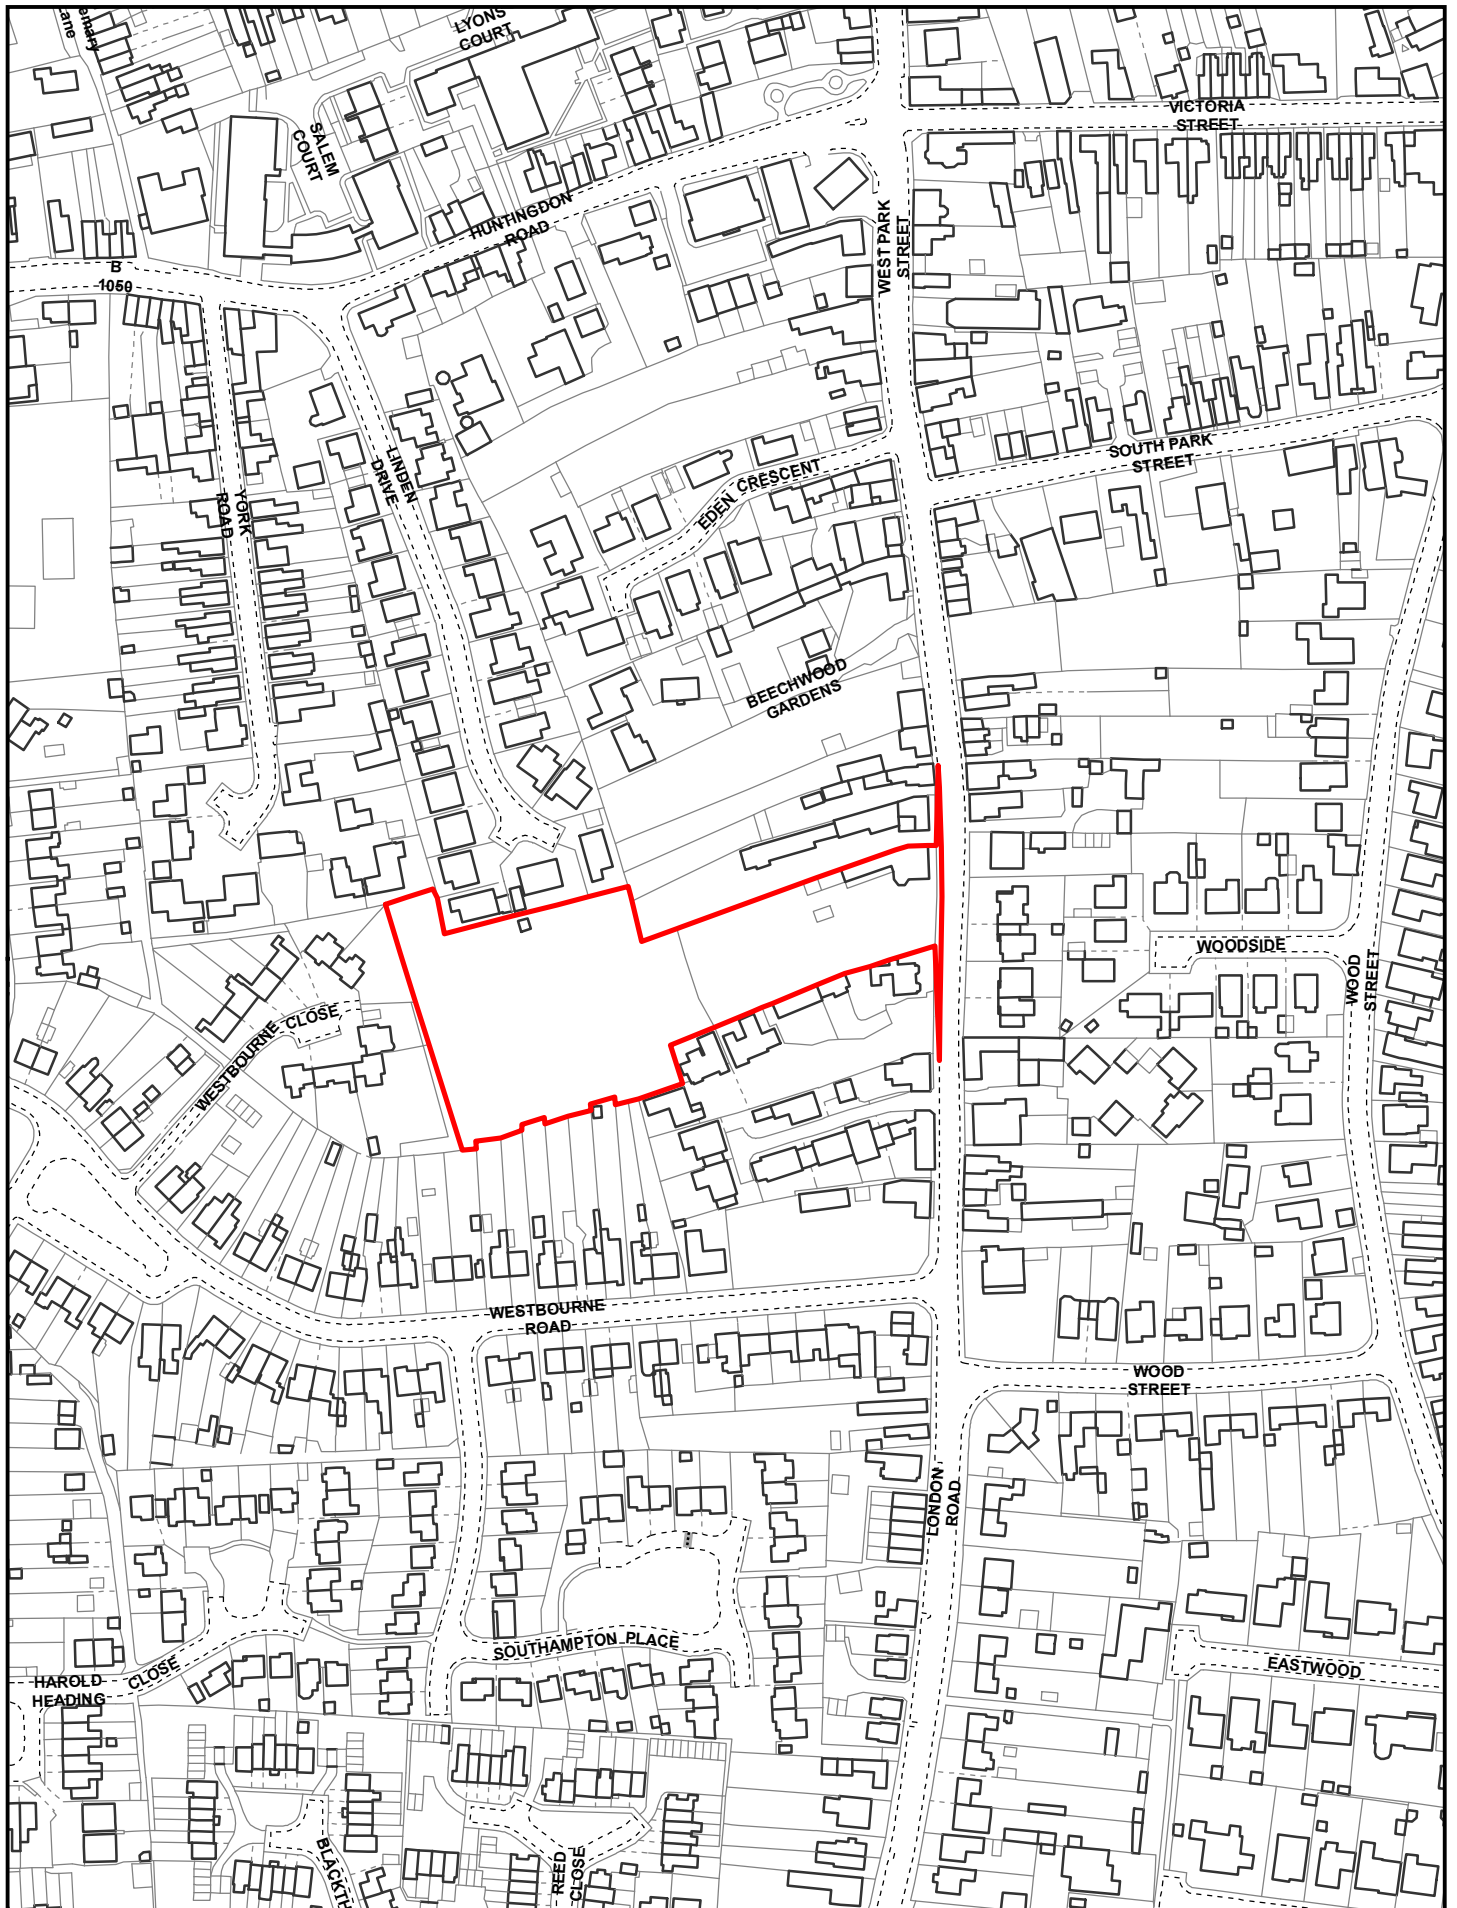 Lane
LYONS
COURT
VICTORIA
STREET
SALEM
COURT
HUNTINGDON
ROAD
WEST PARK
STREET
B
1050
SOUTH PARK
STREET
LINDEN
DRIVE
EDEN CRESCENT
YORK
ROAD
BEECHWOOD
GARDENS
WOODSIDE
WOOD
STREET
WESTBOURNE CLOSE
WESTBOURNE
ROAD
WOOD
STREET
LONDON
ROAD
SOUTHAMPTON PLACE
EASTWOOD
HAROLD
HEADING
CLOSE
BLACKTH
REED
CLOSE